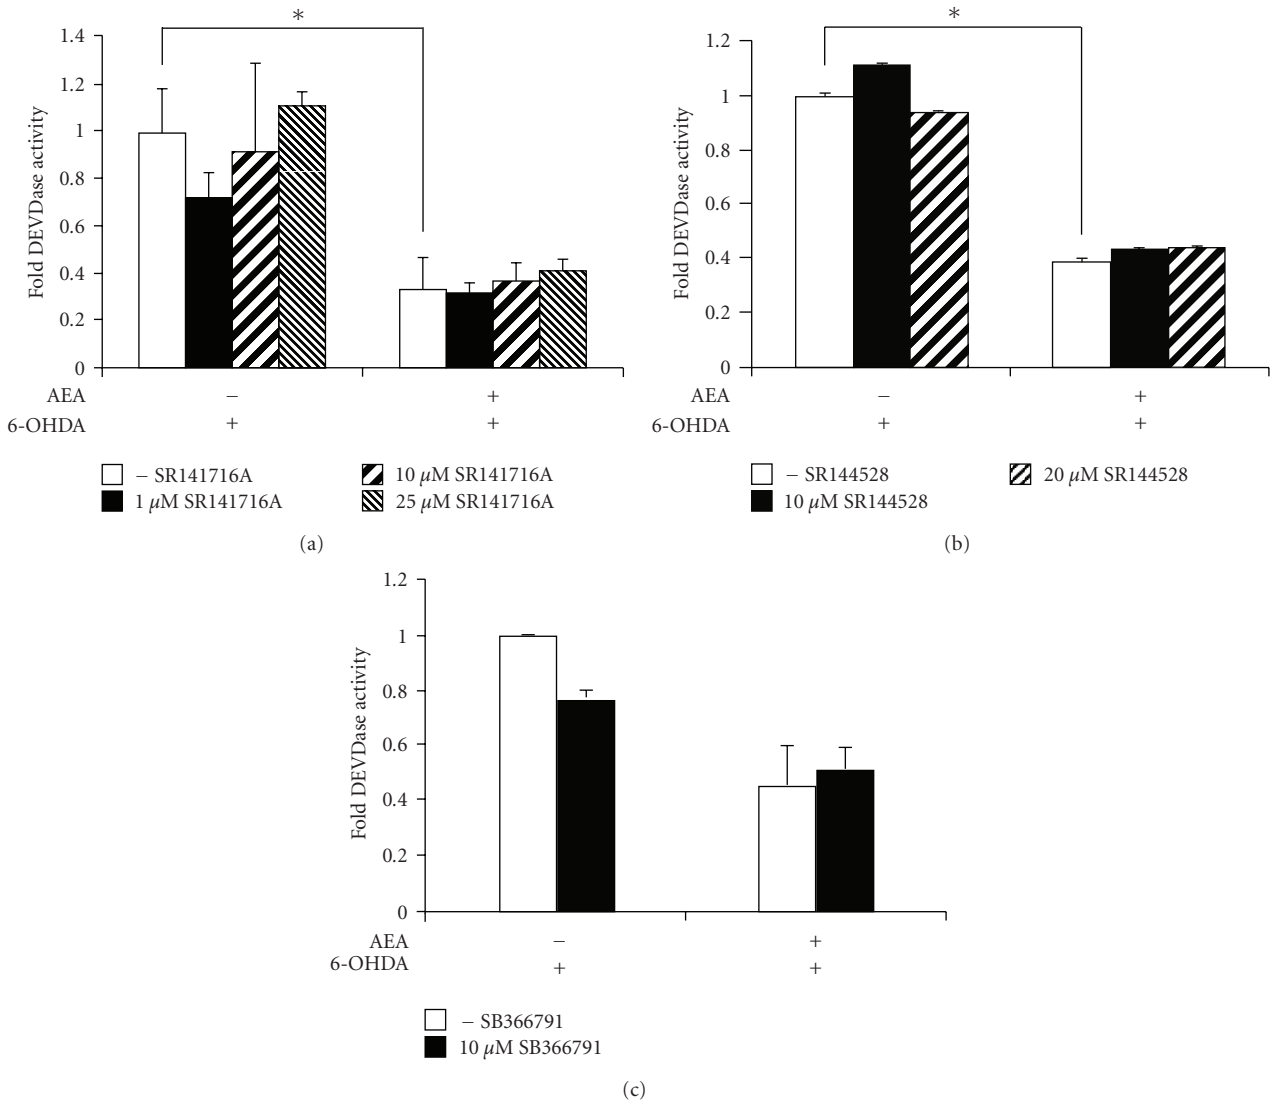 *
1.4
1.2
1
0.8
0.6
0.4
0.2
0
Fold DEVDase activity
AEA − +
6-OHDA + +
− SR141716A
10 μM SR141716A
1 μM SR141716A
25 μM SR141716A
(a)
*
1.2
1
0.8
0.6
0.4
0.2
0
Fold DEVDase activity
AEA − +
6-OHDA + +
− SR144528
20 μM SR144528
10 μM SR144528
(b)
1.2
1
0.8
0.6
0.4
0.2
0
Fold DEVDase activity
AEA − +
6-OHDA + +
− SB366791
10 μM SB366791
(c)